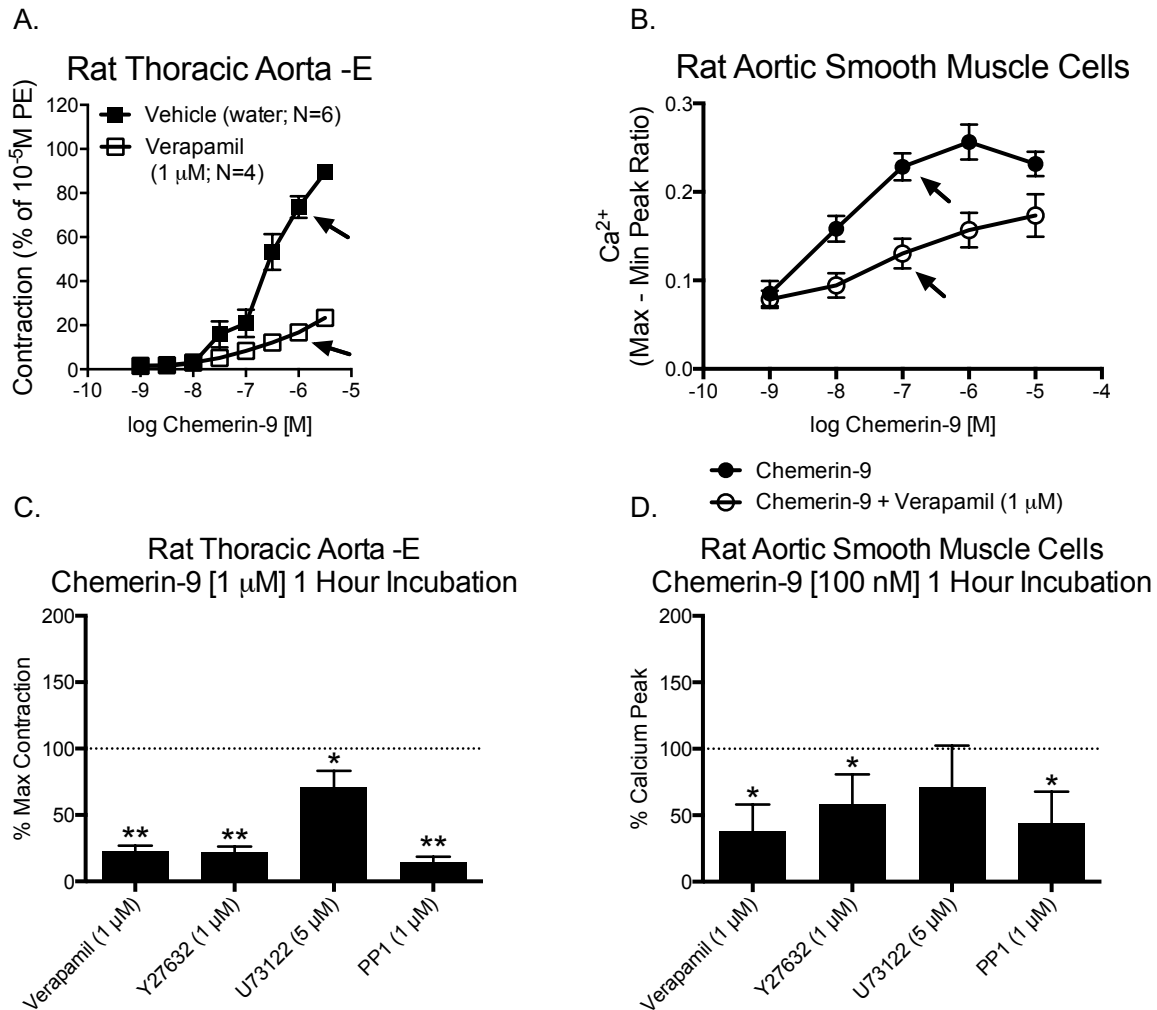 A.
Rat Thoracic Aorta -E
Contraction (% of 10⁻⁵M PE)
120
100
80
60
40
20
0
Vehicle (water; N=6)
Verapamil
(1 μM; N=4)
-10 -9 -8 -7 -6 -5
log Chemerin-9 [M]
B.
Rat Aortic Smooth Muscle Cells
Ca²⁺
(Max - Min Peak Ratio)
0.3
0.2
0.1
0.0
-10 -9 -8 -7 -6 -5 -4
log Chemerin-9 [M]
Chemerin-9
Chemerin-9 + Verapamil (1 μM)
C.
Rat Thoracic Aorta -E
Chemerin-9 [1 μM] 1 Hour Incubation
% Max Contraction
200
150
100
50
0
** ** * **
Verapamil (1 μM)
Y27632 (1 μM)
U73122 (5 μM)
PP1 (1 μM)
D.
Rat Aortic Smooth Muscle Cells
Chemerin-9 [100 nM] 1 Hour Incubation
% Calcium Peak
200
150
100
50
0
* * *
Verapamil (1 μM)
Y27632 (1 μM)
U73122 (5 μM)
PP1 (1 μM)